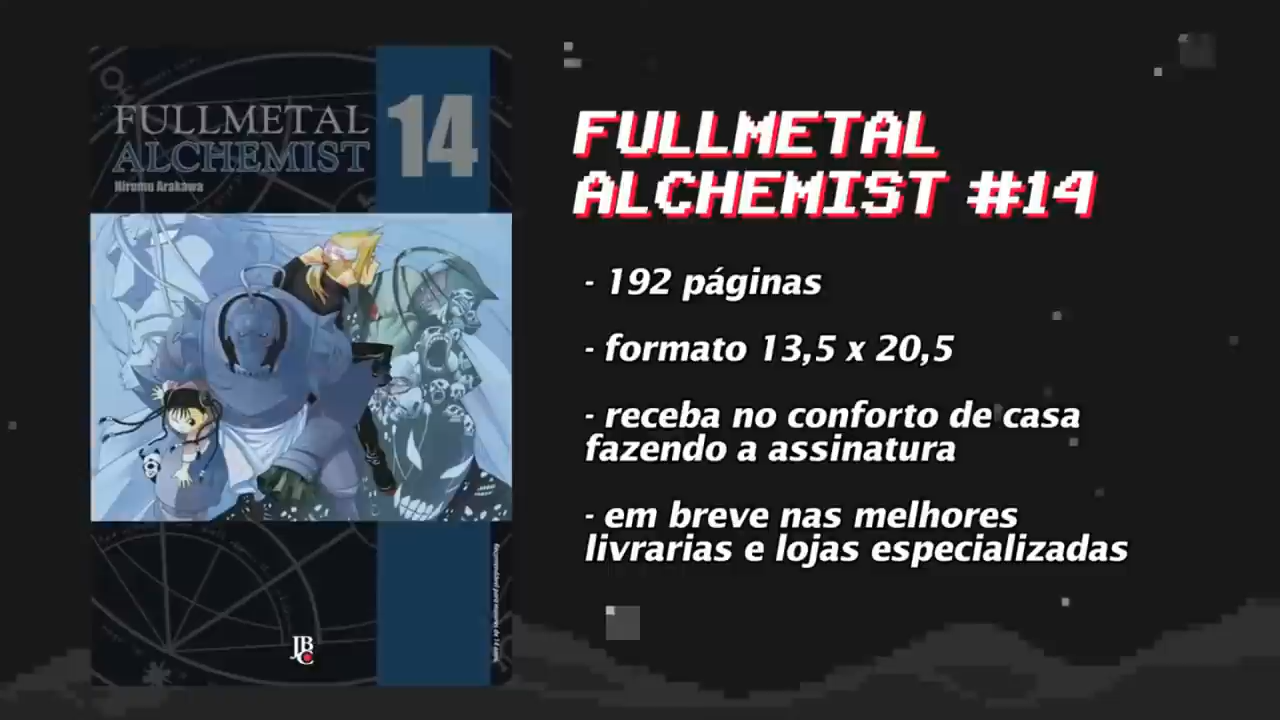 FULLMETAL
ALCHEMIST
14
Hiromu Arakawa
JBC
FULLMETAL
ALCHEMIST #14
- 192 páginas
- formato 13,5 x 20,5
- receba no conforto de casa
fazendo a assinatura
- em breve nas melhores
livrarias e lojas especializadas